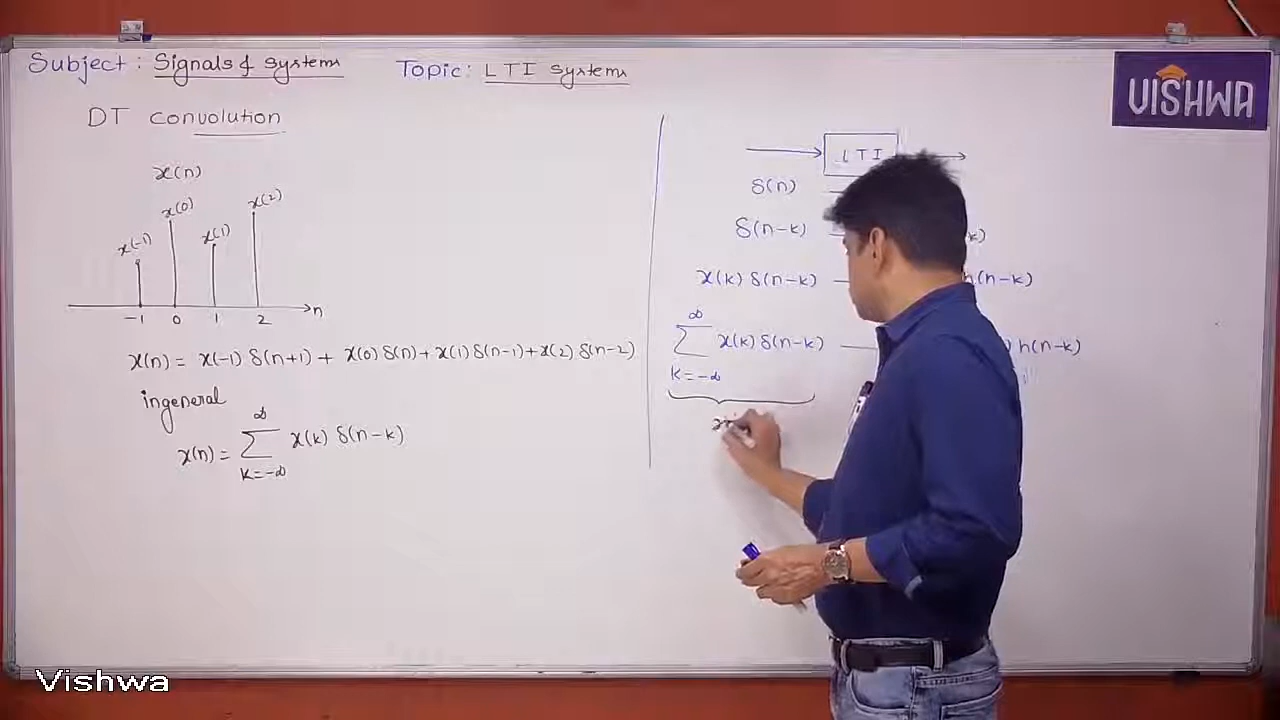 Subject: Signals & systems Topic: LTI systems
VISHWA
DT convolution
x(n)
x(-1) x(0) x(1) x(2)
-1 0 1 2 n
x(n) = x(-1) δ(n+1) + x(0) δ(n) + x(1) δ(n-1) + x(2) δ(n-2)
ingeneral
∞
x(n) = ∑ x(k) δ(n-k)
k=-∞
LTI
δ(n)
δ(n-k) k)
x(k) δ(n-k) h(n-k)
∞
∑ x(k) δ(n-k) ) h(n-k)
k=-∞
Vishwa